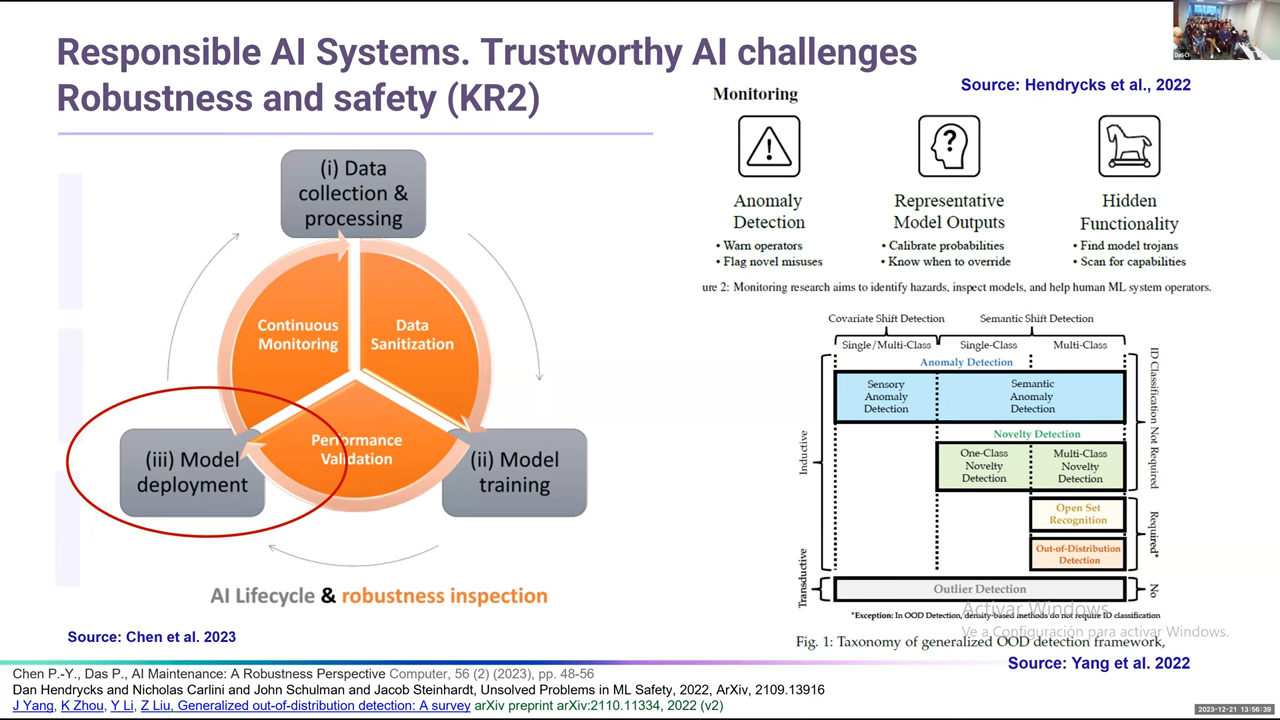 Responsible AI Systems. Trustworthy AI challenges
Robustness and safety (KR2)
DaSCI
Source: Hendrycks et al., 2022
Monitoring
Anomaly
Detection
• Warn operators
• Flag novel misuses
?
Representative
Model Outputs
• Calibrate probabilities
• Know when to override
Hidden
Functionality
• Find model trojans
• Scan for capabilities
ure 2: Monitoring research aims to identify hazards, inspect models, and help human ML system operators.
(i) Data
collection &
processing
Continuous
Monitoring
Data
Sanitization
Performance
Validation
(iii) Model
deployment
(ii) Model
training
AI Lifecycle & robustness inspection
Source: Chen et al. 2023
Covariate Shift Detection
Semantic Shift Detection
Single/Multi-Class
Single-Class
Multi-Class
Anomaly Detection
Sensory
Anomaly
Detection
Semantic
Anomaly
Detection
Novelty Detection
One-Class
Novelty
Detection
Multi-Class
Novelty
Detection
Open Set
Recognition
Out-of-Distribution
Detection
Outlier Detection
Inductive
Transductive
ID Classification Not Required
Required*
No
*Exception: In OOD Detection, density-based methods do not require ID classification
Activar Windows
Ve a Configuración para activar Windows.
Fig. 1: Taxonomy of generalized OOD detection framework,
Source: Yang et al. 2022
Chen P.-Y., Das P., AI Maintenance: A Robustness Perspective Computer, 56 (2) (2023), pp. 48-56
Dan Hendrycks and Nicholas Carlini and John Schulman and Jacob Steinhardt, Unsolved Problems in ML Safety, 2022, ArXiv, 2109.13916
J Yang, K Zhou, Y Li, Z Liu, Generalized out-of-distribution detection: A survey arXiv preprint arXiv:2110.11334, 2022 (v2)
2023-12-21 13:56:39